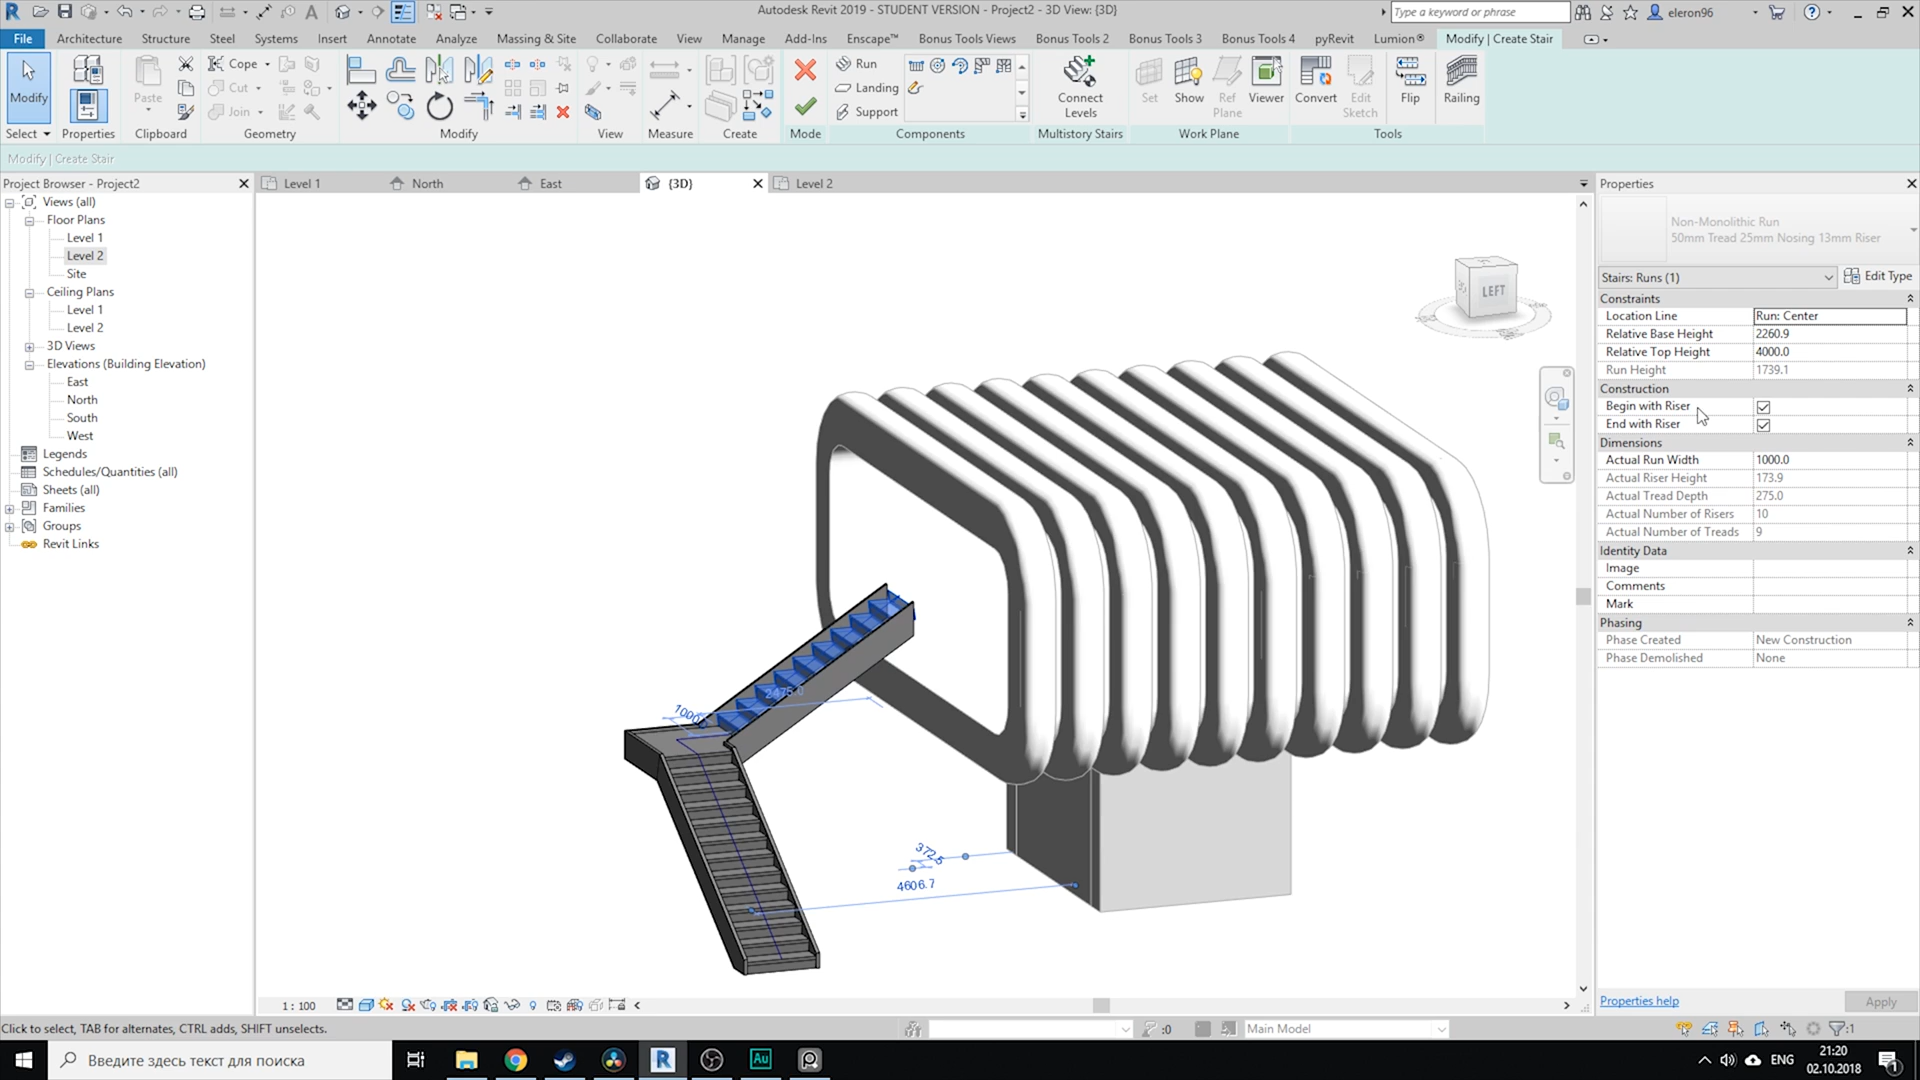 Autodesk Revit 2019 - STUDENT VERSION - Project2 - 3D View: {3D}
Type a keyword or phrase
eleron96
File
Architecture
Structure
Steel
Systems
Insert
Annotate
Analyze
Massing & Site
Collaborate
View
Manage
Add-Ins
Enscape™
Bonus Tools Views
Bonus Tools 2
Bonus Tools 3
Bonus Tools 4
pyRevit
Lumion®
Modify | Create Stair
Modify
Paste
Cope
Cut
Join
Run
Landing
Support
Connect
Levels
Set
Show
Ref
Plane
Viewer
Convert
Edit
Sketch
Flip
Railing
Select
Properties
Clipboard
Geometry
Modify
View
Measure
Create
Mode
Components
Multistory Stairs
Work Plane
Tools
Modify | Create Stair
Project Browser - Project2
Level 1
North
East
{3D}
Level 2
Properties
Views (all)
Floor Plans
Level 1
Level 2
Site
Ceiling Plans
Level 1
Level 2
3D Views
Elevations (Building Elevation)
East
North
South
West
Legends
Schedules/Quantities (all)
Sheets (all)
Families
Groups
Revit Links
LEFT
2475.0
1000
372.5
4606.7
Non-Monolithic Run
50mm Tread 25mm Nosing 13mm Riser
Stairs: Runs (1)
Edit Type
Constraints
Location Line Run: Center
Relative Base Height 2260.9
Relative Top Height 4000.0
Run Height 1739.1
Construction
Begin with Riser
End with Riser
Dimensions
Actual Run Width 1000.0
Actual Riser Height 173.9
Actual Tread Depth 275.0
Actual Number of Risers 10
Actual Number of Treads 9
Identity Data
Image
Comments
Mark
Phasing
Phase Created New Construction
Phase Demolished None
Properties help
Apply
1 : 100
Click to select, TAB for alternates, CTRL adds, SHIFT unselects.
:0
Main Model
:1
Введите здесь текст для поиска
R
Au
ENG
21:20
02.10.2018
1